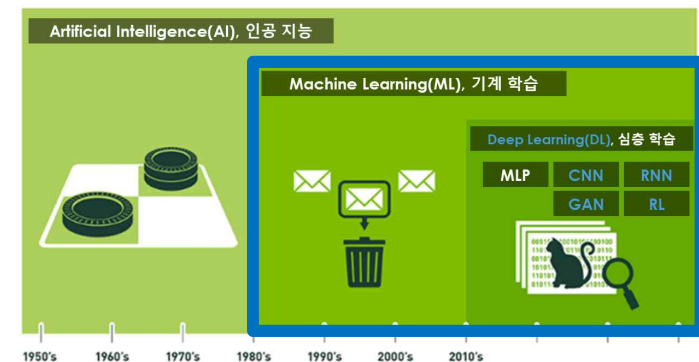 Artificial Intelligence(AI), 인공 지능
Machine Learning(ML), 기계 학습
Deep Learning(DL), 심층 학습
MLP CNN RNN
GAN RL
1950's 1960's 1970's 1980's 1990's 2000's 2010's